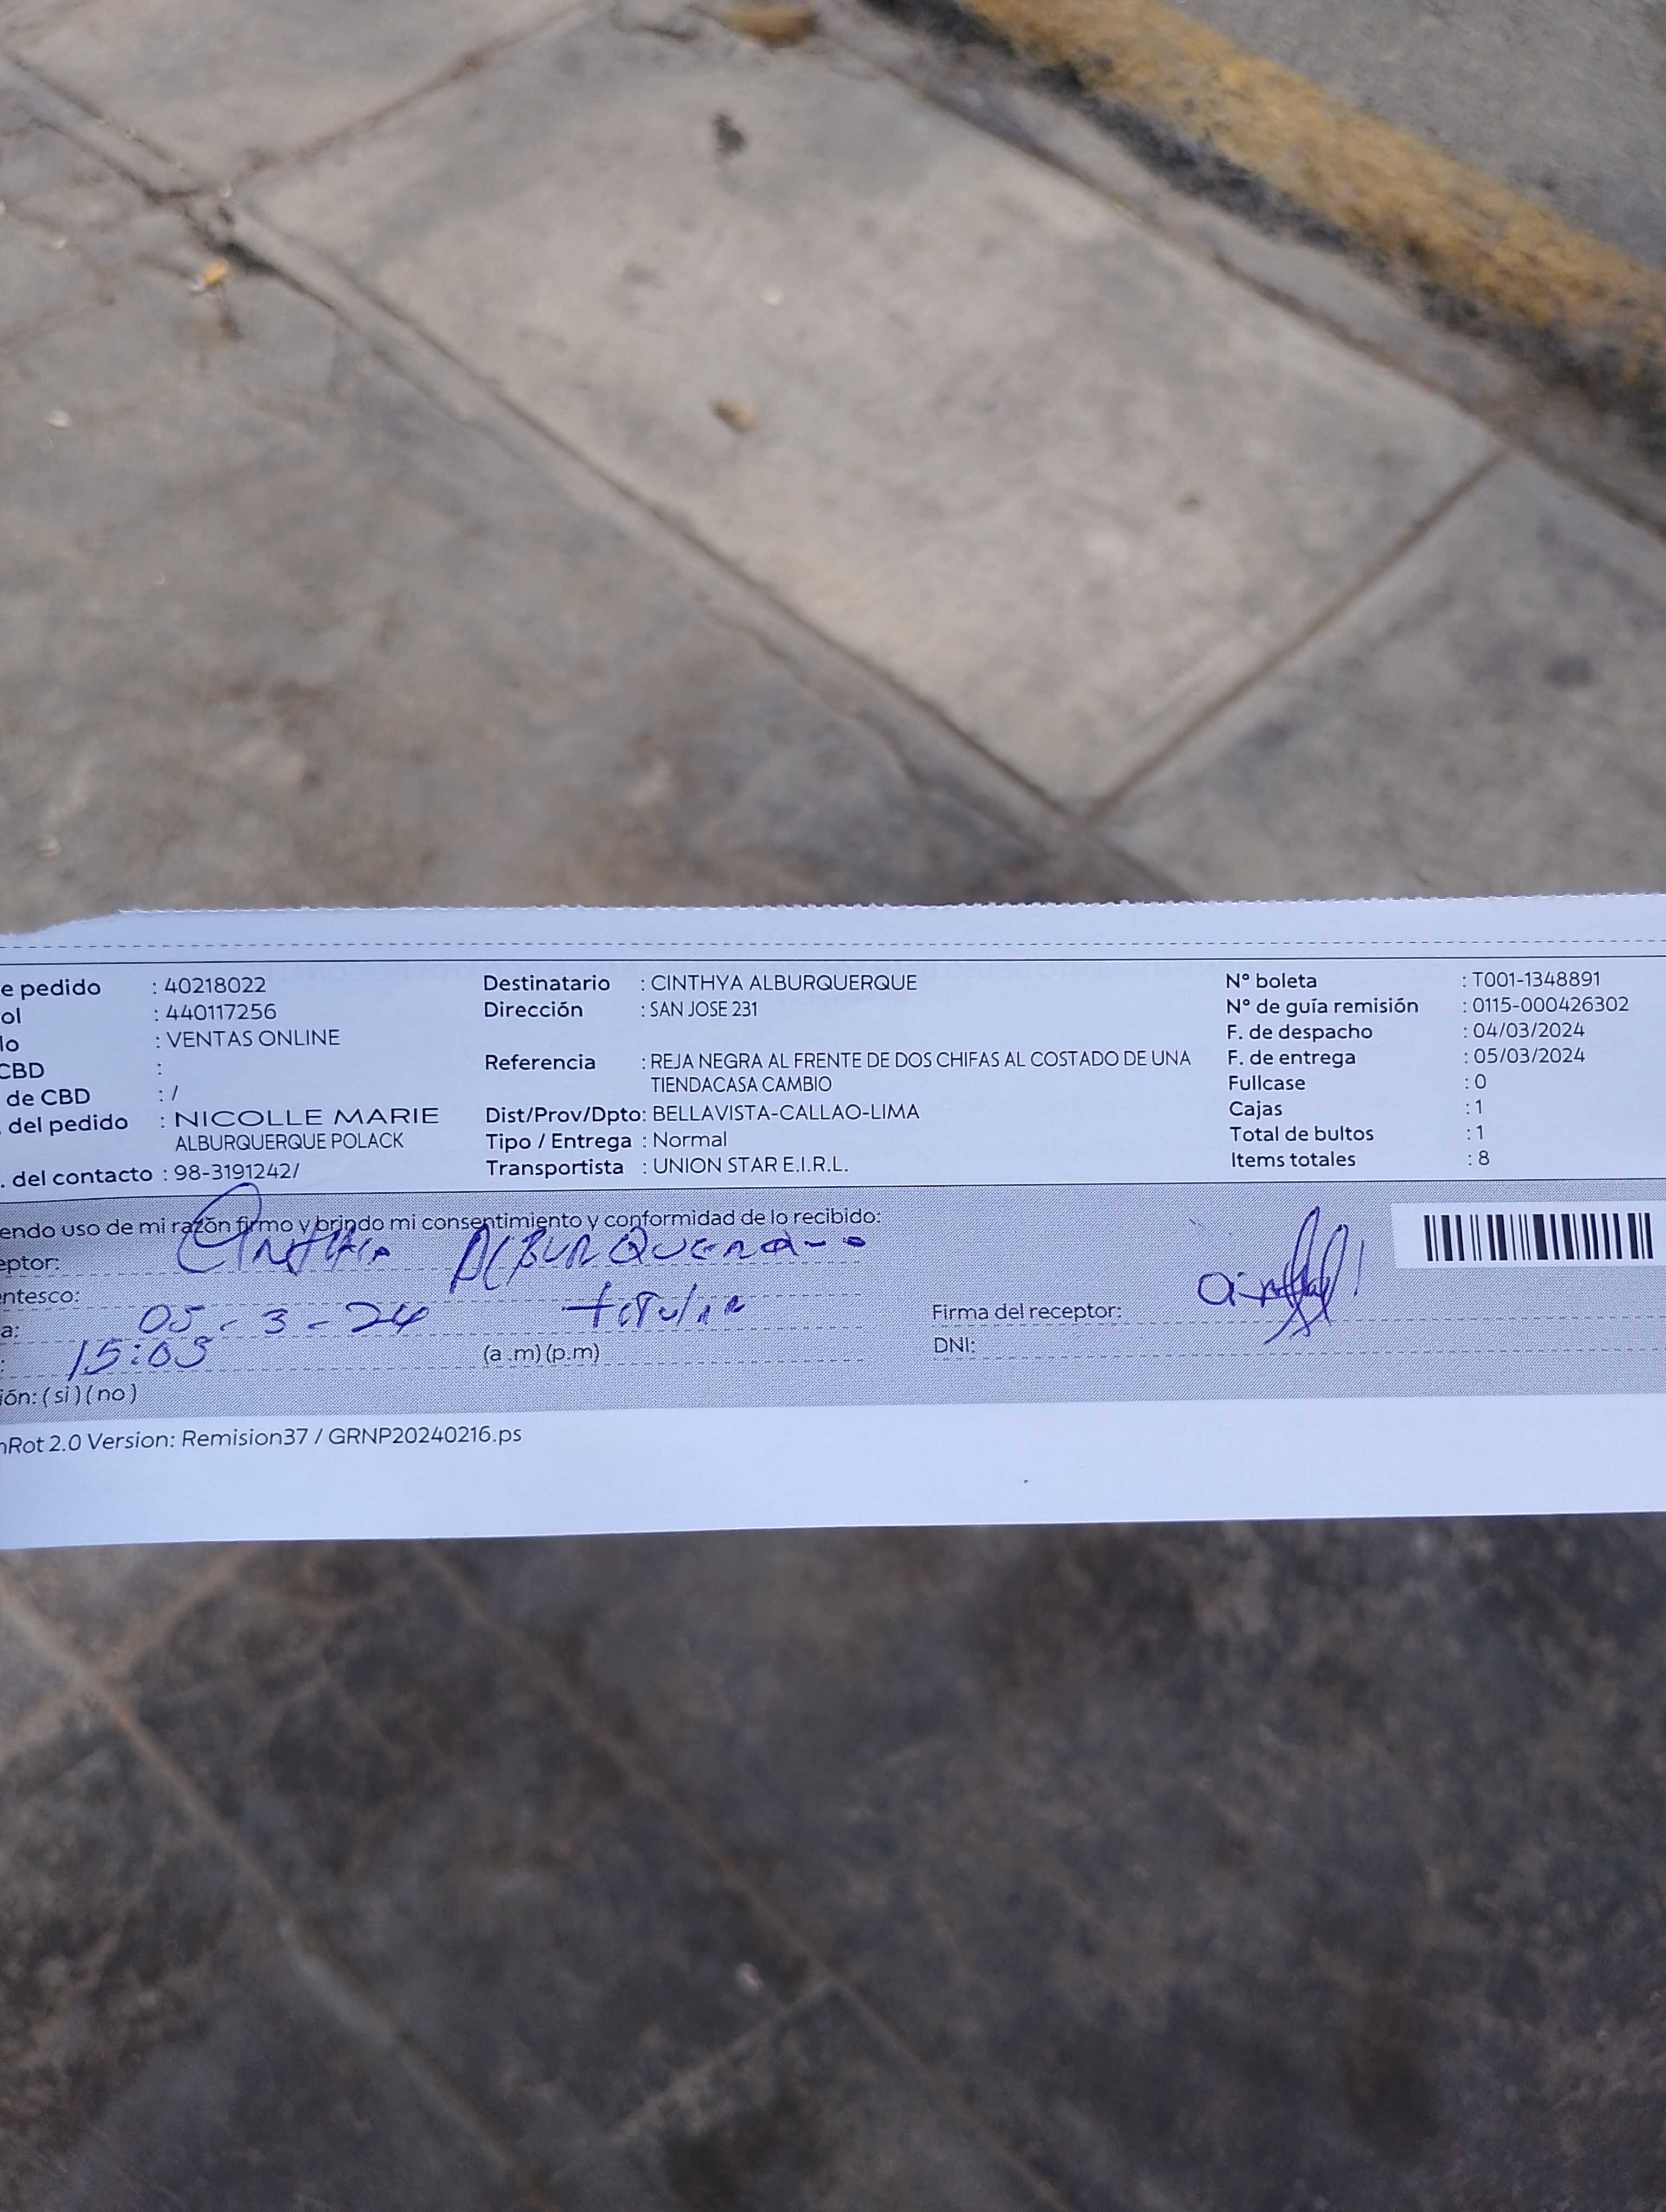 e pedido : 40218022 Destinatario : CINTHYA ALBURQUERQUE Nº boleta : T001-1348891
ol : 440117256 Dirección : SAN JOSE 231 Nº de guía remisión : 0115-000426302
lo : VENTAS ONLINE F. de despacho : 04/03/2024
CBD : Referencia : REJA NEGRA AL FRENTE DE DOS CHIFAS AL COSTADO DE UNA F. de entrega : 05/03/2024
de CBD : / TIENDACASA CAMBIO Fullcase : 0
. del pedido : NICOLLE MARIE Dist/Prov/Dpto: BELLAVISTA-CALLAO-LIMA Cajas : 1
ALBURQUERQUE POLACK Tipo / Entrega : Normal Total de bultos : 1
. del contacto : 98-3191242/ Transportista : UNION STAR E.I.R.L. Items totales : 8
endo uso de mi razón firmo y brindo mi consentimiento y conformidad de lo recibido:
eptor:
entesco: titular
a: 05-3-24 Firma del receptor:
: 15:03 (a .m) (p.m) DNI:
ión: ( si ) ( no )
nRot 2.0 Version: Remision37 / GRNP20240216.ps